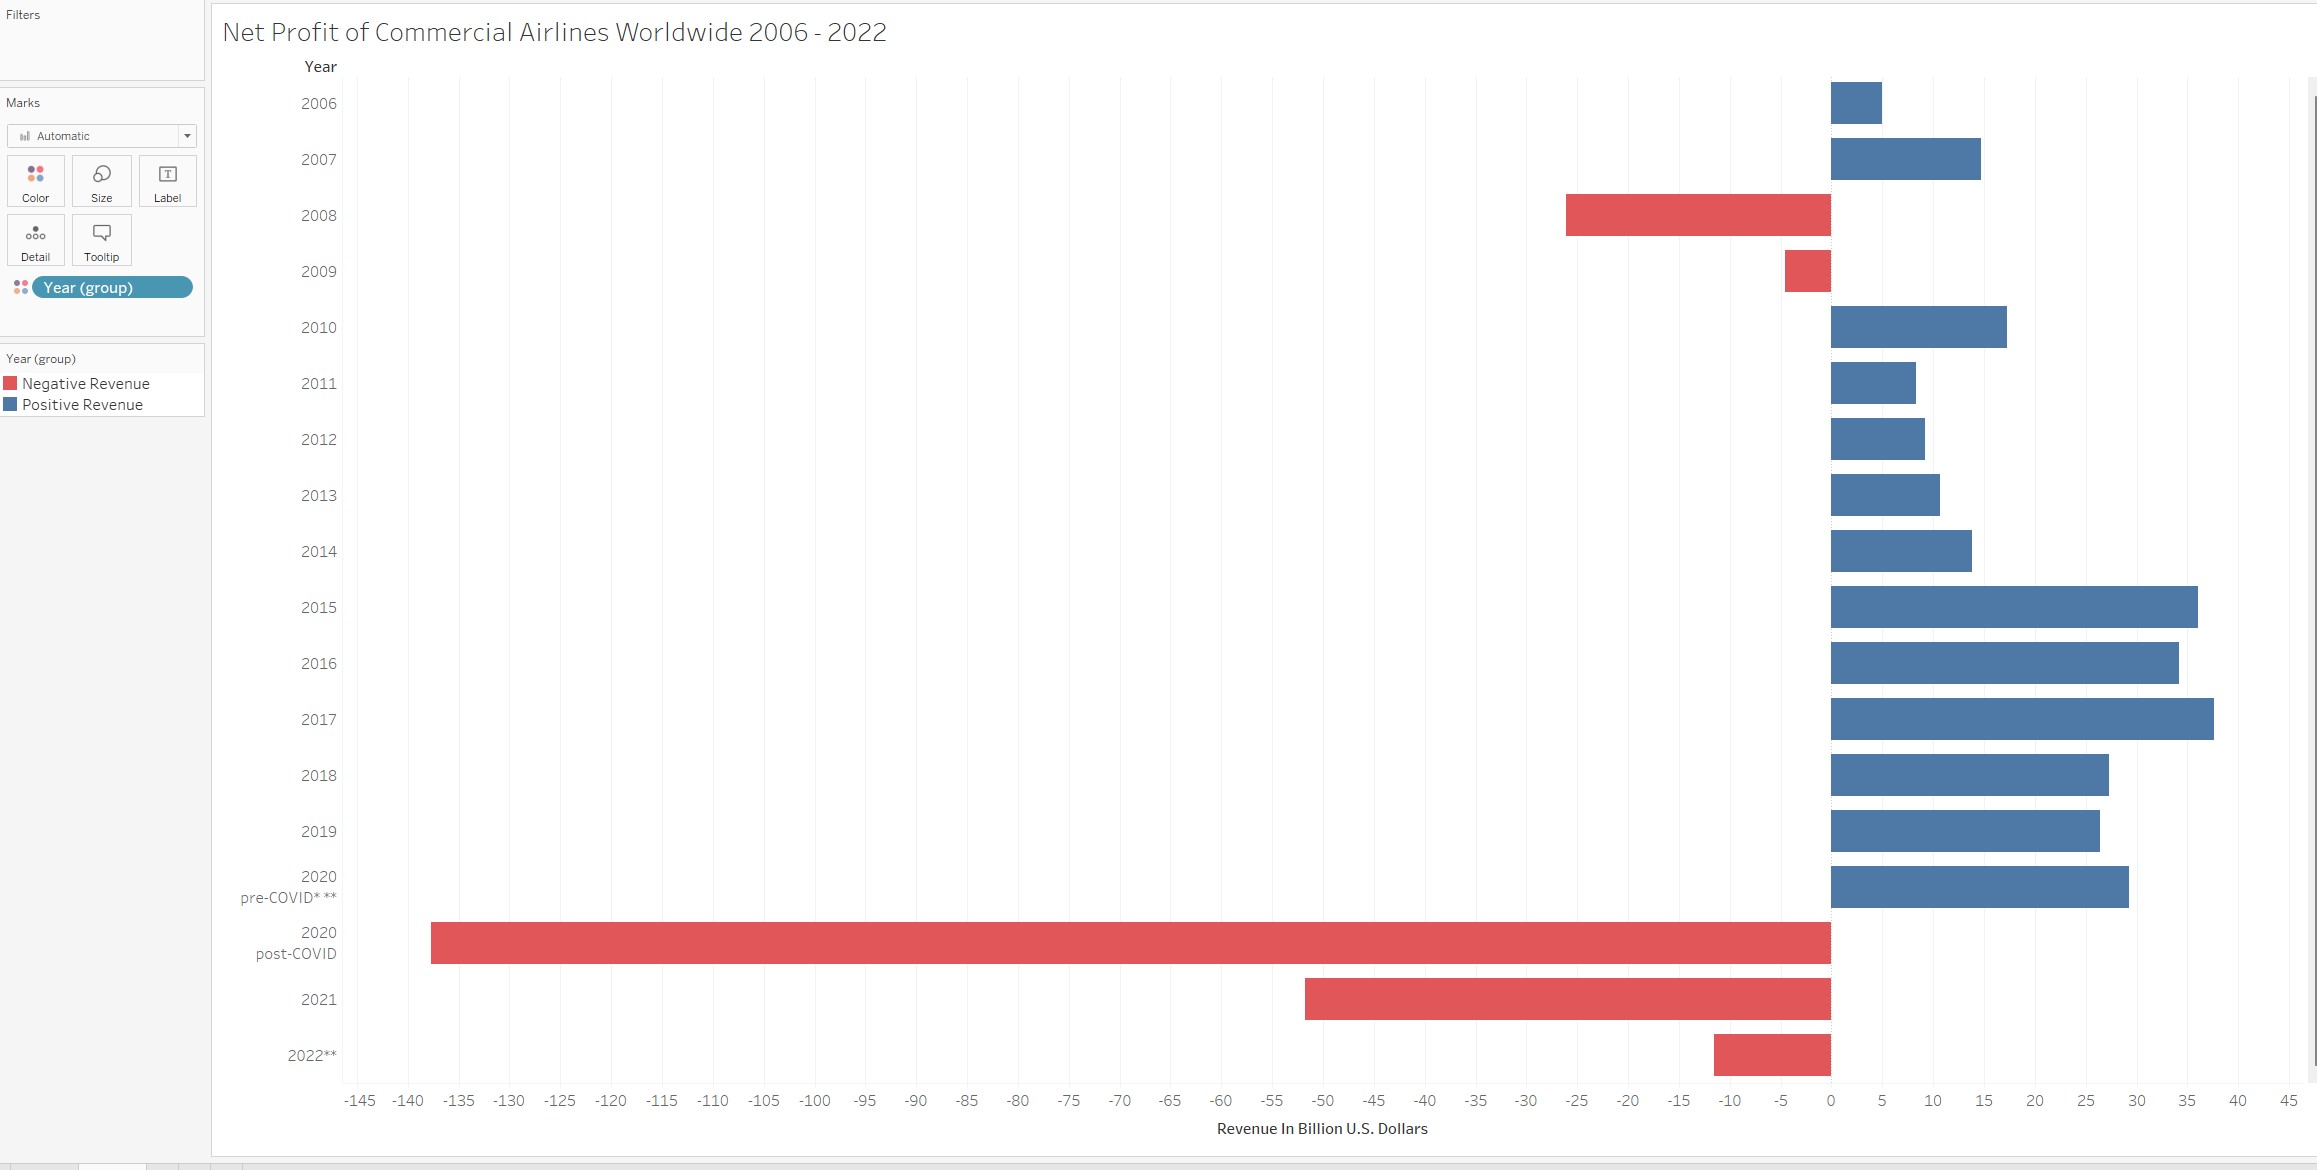 Filters
Marks
Automatic
Color
Size
T
Label
Detail
Tooltip
Year (group)
Year (group)
Negative Revenue
Positive Revenue
Net Profit of Commercial Airlines Worldwide 2006 - 2022
Year
2006
2007
2008
2009
2010
2011
2012
2013
2014
2015
2016
2017
2018
2019
2020
pre-COVID* **
2020
post-COVID
2021
2022**
-145 -140 -135 -130 -125 -120 -115 -110 -105 -100 -95 -90 -85 -80 -75 -70 -65 -60 -55 -50 -45 -40 -35 -30 -25 -20 -15 -10 -5 0 5 10 15 20 25 30 35 40 45
Revenue In Billion U.S. Dollars